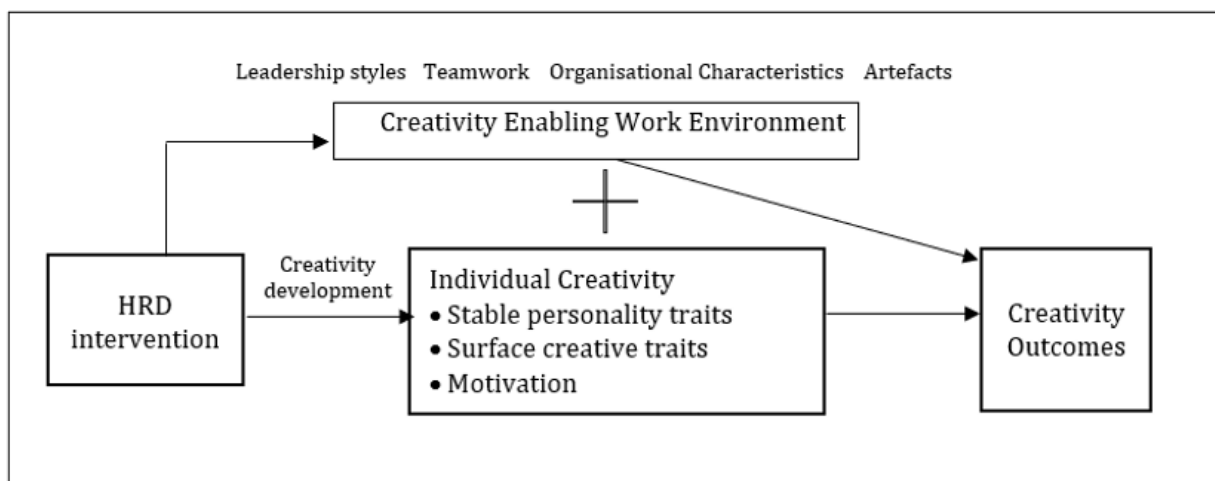 Leadership styles Teamwork Organisational Characteristics Artefacts
Creativity Enabling Work Environment
HRD
intervention
Creativity
development
Individual Creativity
• Stable personality traits
• Surface creative traits
• Motivation
Creativity
Outcomes